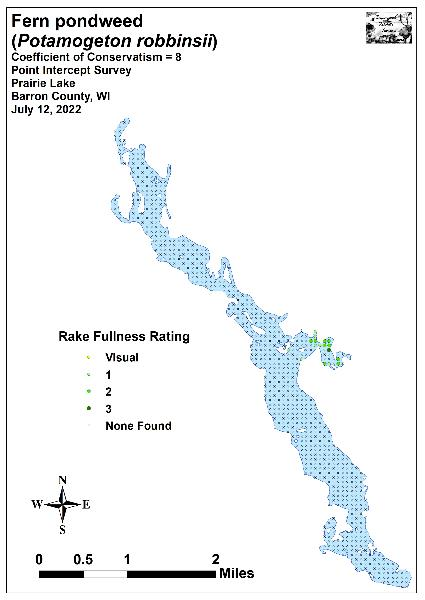 Fern pondweed
(Potamogeton robbinsii)
Coefficient of Conservatism = 8
Point Intercept Survey
Prairie Lake
Barron County, WI
July 12, 2022
Rake Fullness Rating
Visual
1
2
3
None Found
N
W E
S
0 0.5 1 2
Miles